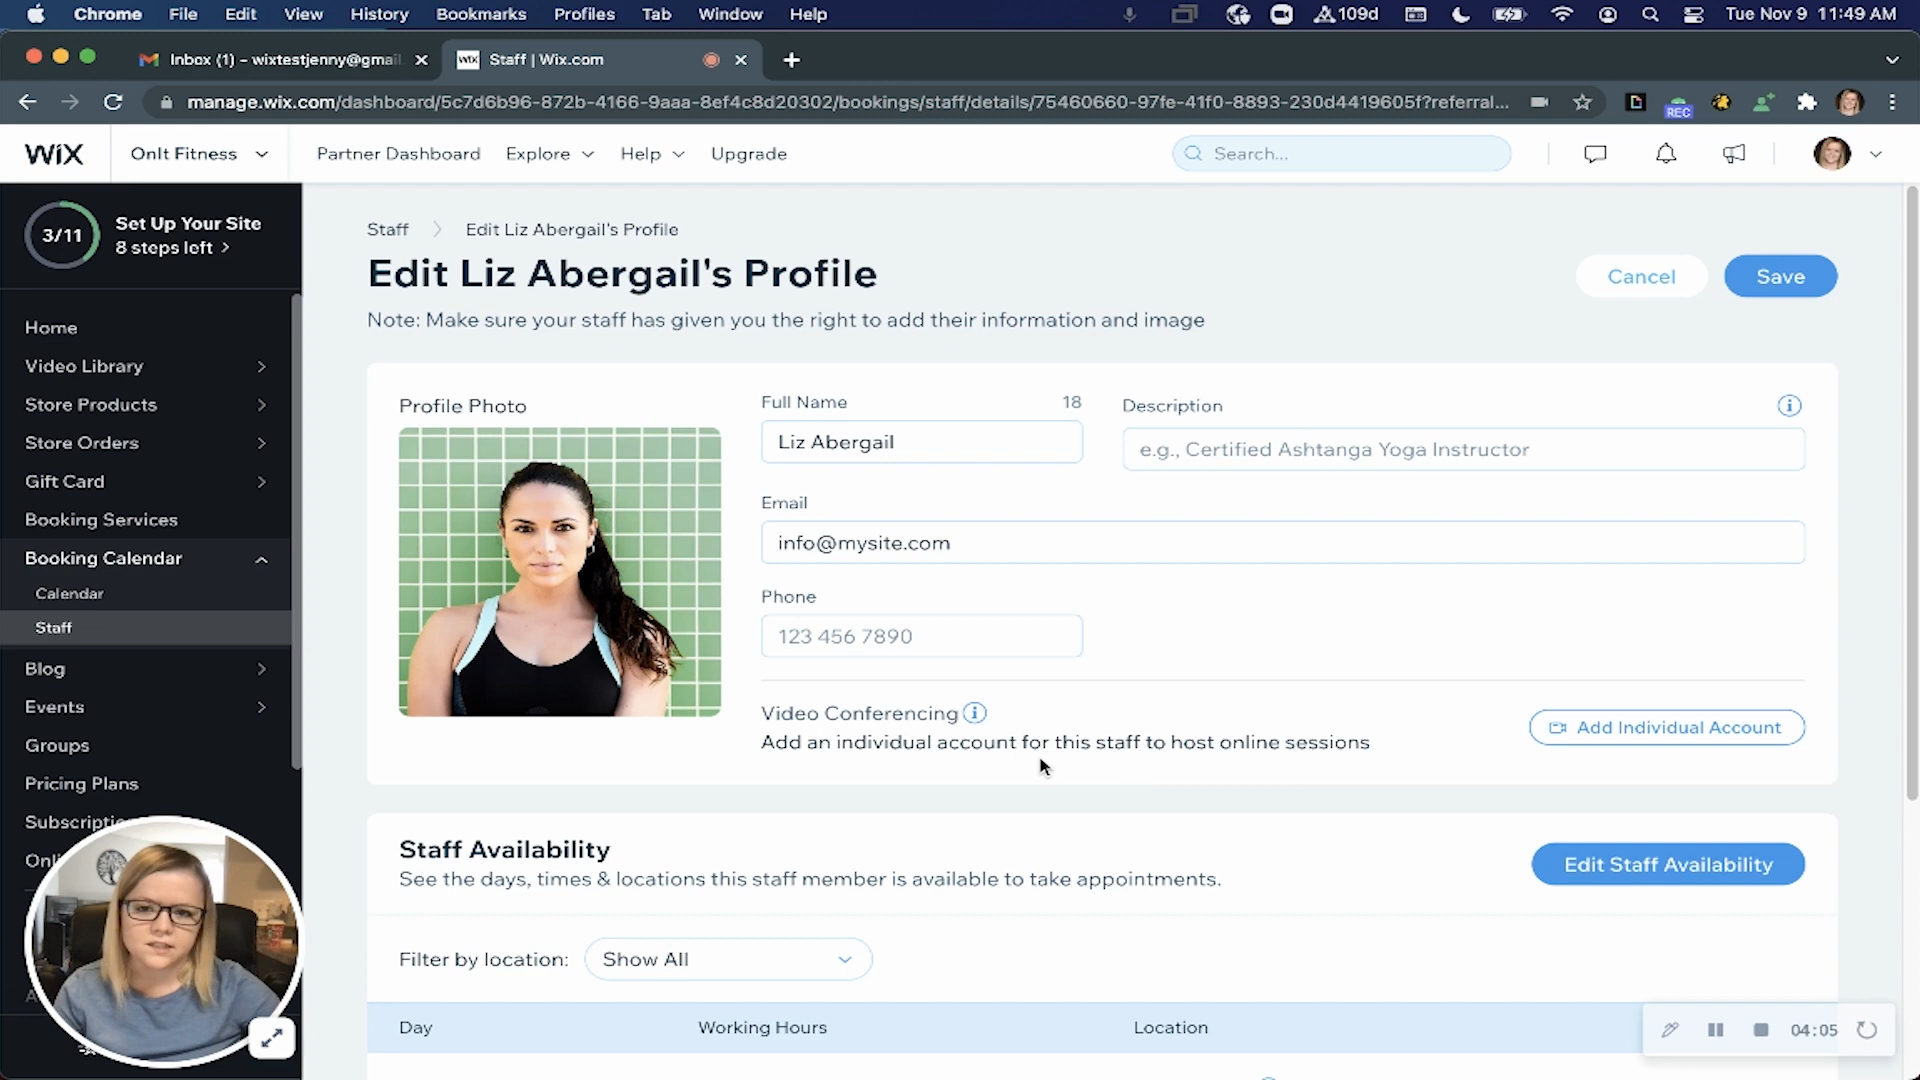 Chrome File Edit View History Bookmarks Profiles Tab Window Help 109d Tue Nov 9 11:49 AM
Inbox (1) – wixtestjenny@gmail WIX Staff | Wix.com
manage.wix.com/dashboard/5c7d6b96-872b-4166-9aaa-8ef4c8d20302/bookings/staff/details/75460660-97fe-41f0-8893-230d4419605f?referral... REC
WIX OnIt Fitness Partner Dashboard Explore Help Upgrade Search...
3/11 Set Up Your Site
8 steps left >
Home
Video Library
Store Products
Store Orders
Gift Card
Booking Services
Booking Calendar
Calendar
Staff
Blog
Events
Groups
Pricing Plans
Staff > Edit Liz Abergail's Profile
Edit Liz Abergail's Profile
Cancel Save
Note: Make sure your staff has given you the right to add their information and image
Profile Photo
Full Name 18
Liz Abergail
Description
e.g., Certified Ashtanga Yoga Instructor
Email
info@mysite.com
Phone
123 456 7890
Video Conferencing
Add an individual account for this staff to host online sessions
Add Individual Account
Staff Availability
See the days, times & locations this staff member is available to take appointments.
Edit Staff Availability
Filter by location: Show All
Day Working Hours Location
04:05